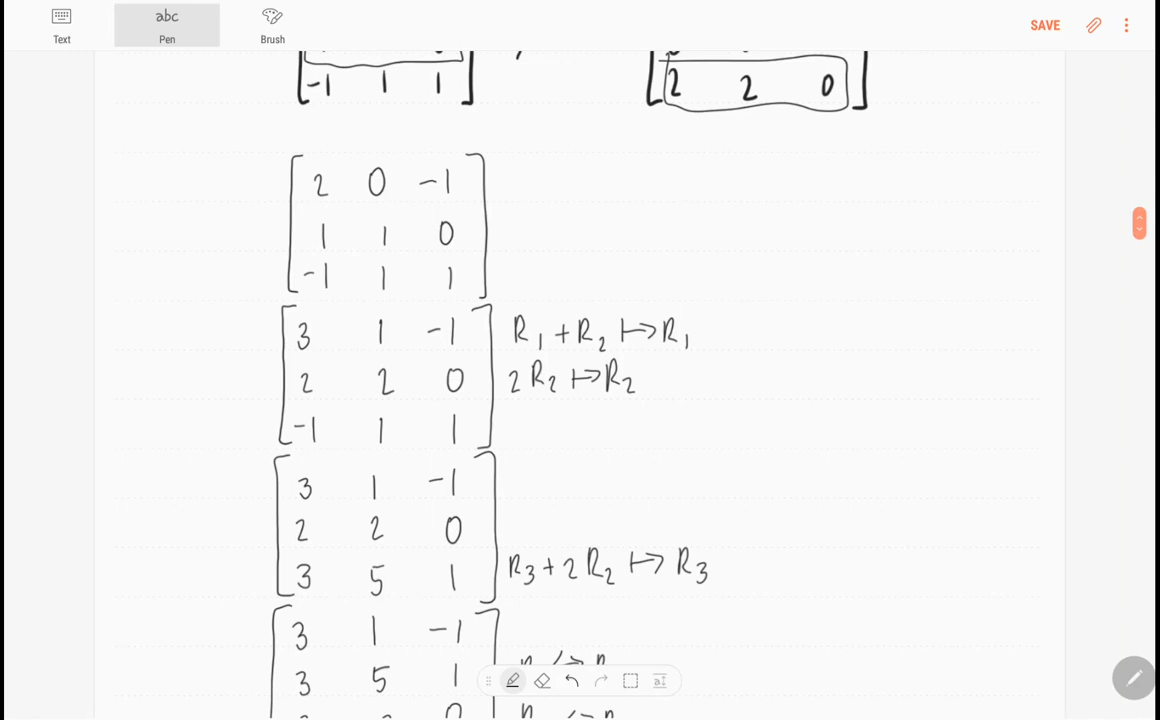 abc
SAVE
Text Pen Brush
-1 1 1
2 2 0
2 0 -1
1 1 0
-1 1 1
3 1 -1 R₁ + R₂ ↦ R₁
2 2 0 2R₂ ↦ R₂
-1 1 1
3 1 -1
2 2 0
3 5 1 R₃ + 2R₂ ↦ R₃
3 1 -1
3 5 1